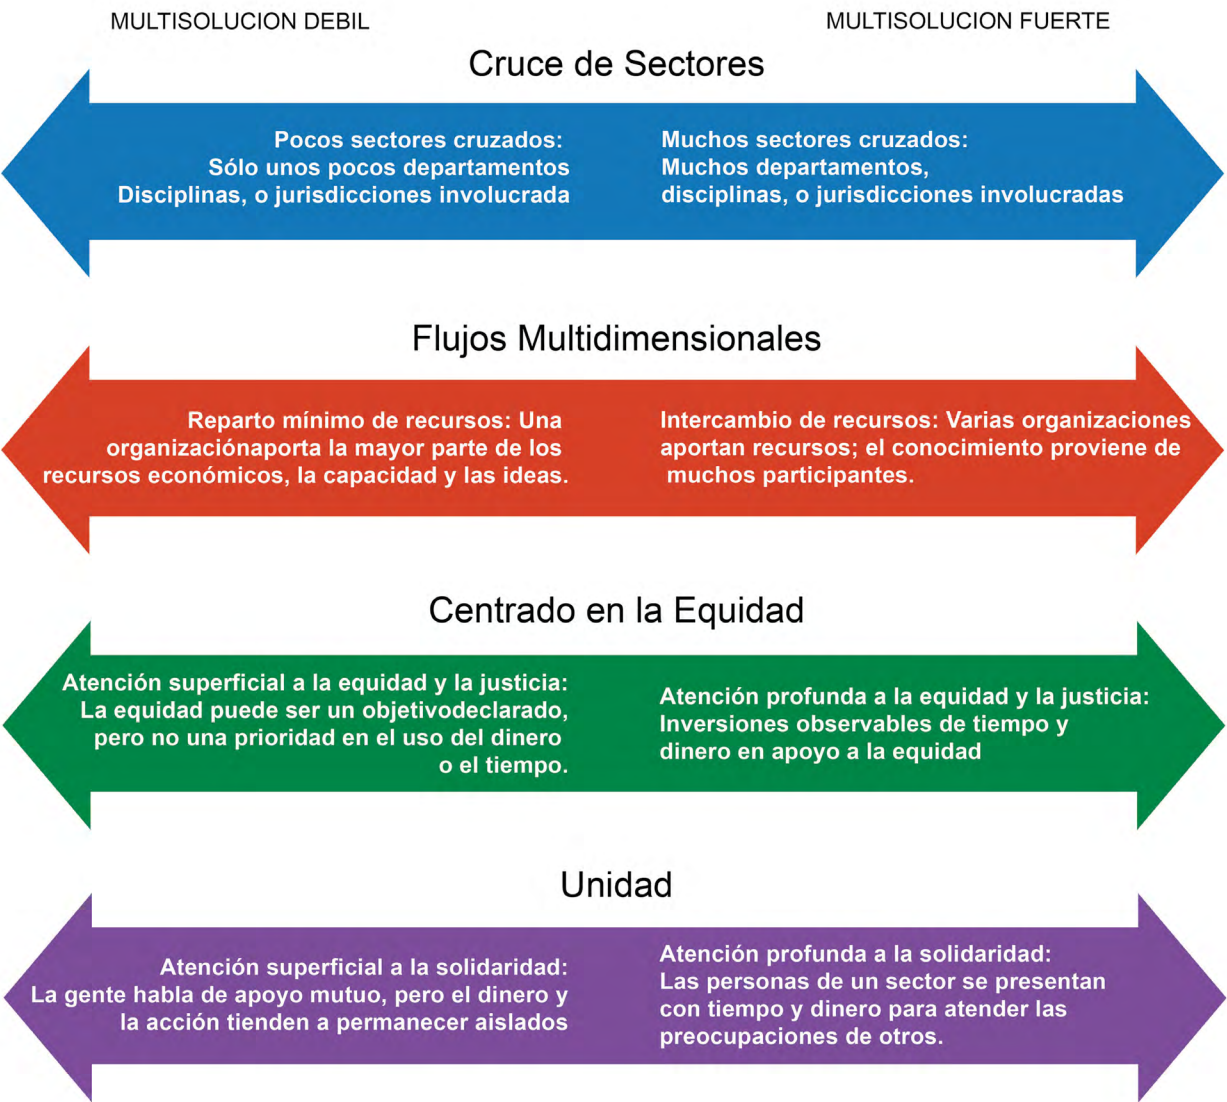 MULTISOLUCION DEBIL
MULTISOLUCION FUERTE
Cruce de Sectores
Pocos sectores cruzados:
Sólo unos pocos departamentos
Disciplinas, o jurisdicciones involucrada
Muchos sectores cruzados:
Muchos departamentos,
disciplinas, o jurisdicciones involucradas
Flujos Multidimensionales
Reparto mínimo de recursos: Una
organizaciónaporta la mayor parte de los
recursos económicos, la capacidad y las ideas.
Intercambio de recursos: Varias organizaciones
aportan recursos; el conocimiento proviene de
muchos participantes.
Centrado en la Equidad
Atención superficial a la equidad y la justicia:
La equidad puede ser un objetivodeclarado,
pero no una prioridad en el uso del dinero
o el tiempo.
Atención profunda a la equidad y la justicia:
Inversiones observables de tiempo y
dinero en apoyo a la equidad
Unidad
Atención superficial a la solidaridad:
La gente habla de apoyo mutuo, pero el dinero y
la acción tienden a permanecer aislados
Atención profunda a la solidaridad:
Las personas de un sector se presentan
con tiempo y dinero para atender las
preocupaciones de otros.